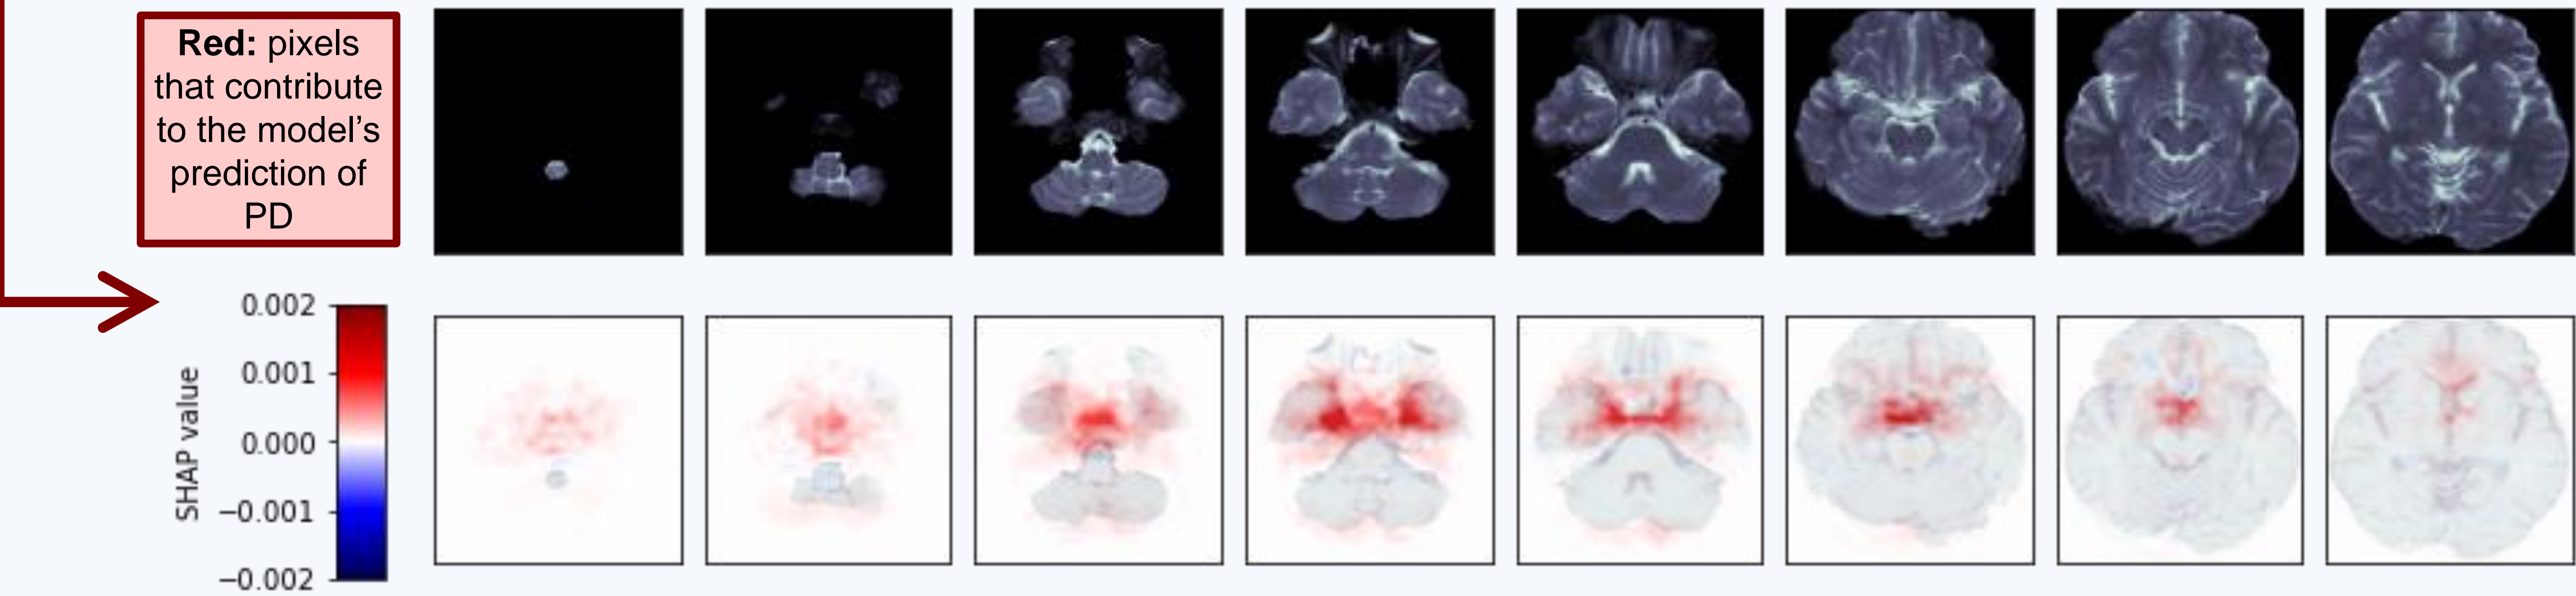 Red: pixels
that contribute
to the model’s
prediction of
PD
0.002
0.001
0.000
−0.001
−0.002
SHAP value